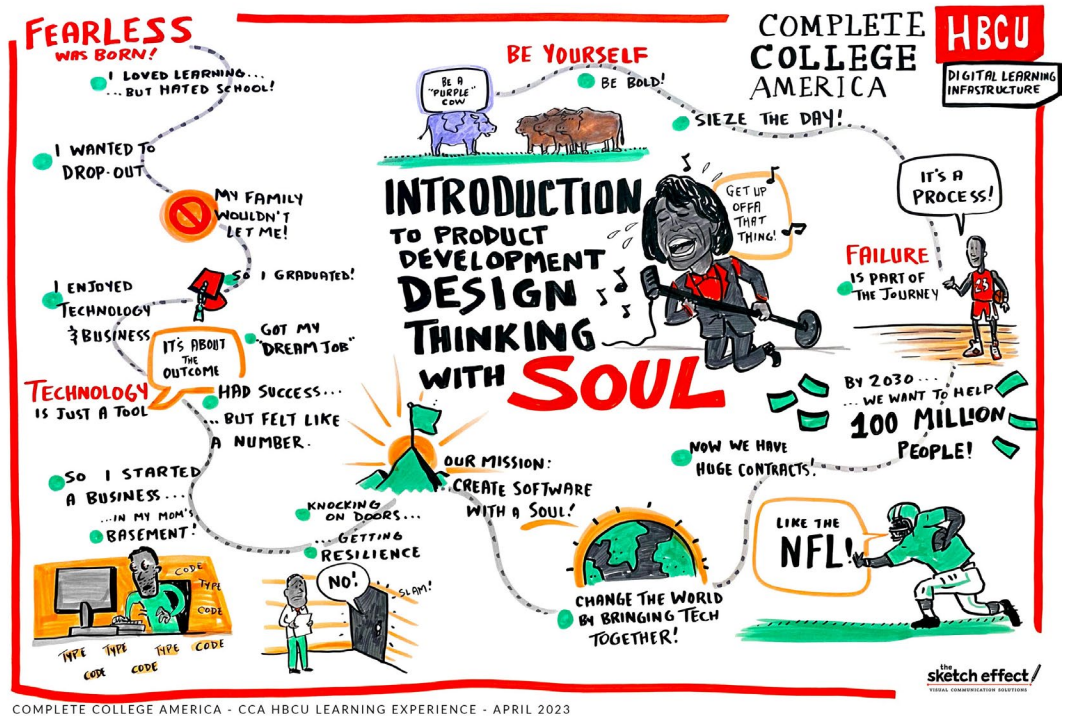 FEARLESS
WAS BORN!
I LOVED LEARNING...
...BUT HATED SCHOOL!
I WANTED TO
DROP-OUT
MY FAMILY
WOULDN'T
LET ME!
SO I GRADUATED!
I ENJOYED
TECHNOLOGY
& BUSINESS
GOT MY
"DREAM JOB"
IT'S ABOUT
THE
OUTCOME
TECHNOLOGY
IS JUST A TOOL
HAD SUCCESS...
...BUT FELT LIKE
A NUMBER.
SO I STARTED
A BUSINESS...
...IN MY MOM'S
BASEMENT!
CODE
TYPE
CODE
TYPE TYPE TYPE CODE
CODE CODE
KNOCKING
ON DOORS...
...GETTING
RESILIENCE
NO!
SLAM!
OUR MISSION:
CREATE SOFTWARE
WITH A SOUL!
CHANGE THE WORLD
BY BRINGING TECH
TOGETHER!
NOW WE HAVE
HUGE CONTRACTS!
LIKE THE
NFL!
BY 2030...
...WE WANT TO HELP
100 MILLION
PEOPLE!
FAILURE
IS PART OF
THE JOURNEY
IT'S A
PROCESS!
23
SIEZE THE DAY!
BE BOLD!
BE YOURSELF
BE A
"PURPLE"
COW
INTRODUCTION
TO PRODUCT
DEVELOPMENT
DESIGN
THINKING
WITH SOUL
GET UP
OFFA
THAT
THING!
COMPLETE
COLLEGE
AMERICA
HBCU
DIGITAL LEARNING
INFASTRUCTURE
the
sketch effect
VISUAL COMMUNICATION SOLUTIONS
COMPLETE COLLEGE AMERICA - CCA HBCU LEARNING EXPERIENCE - APRIL 2023